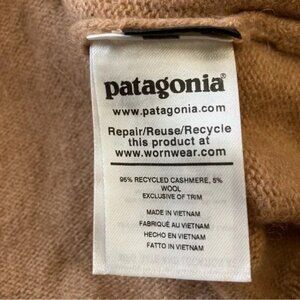 patagonia®
www.patagonia.com
Repair/Reuse/Recycle
this product at
www.wornwear.com
95% RECYCLED CASHMERE, 5%
WOOL
EXCLUSIVE OF TRIM
MADE IN VIETNAM
FABRIQUÉ AU VIETNAM
HECHO EN VIETNAM
FATTO IN VIETNAM